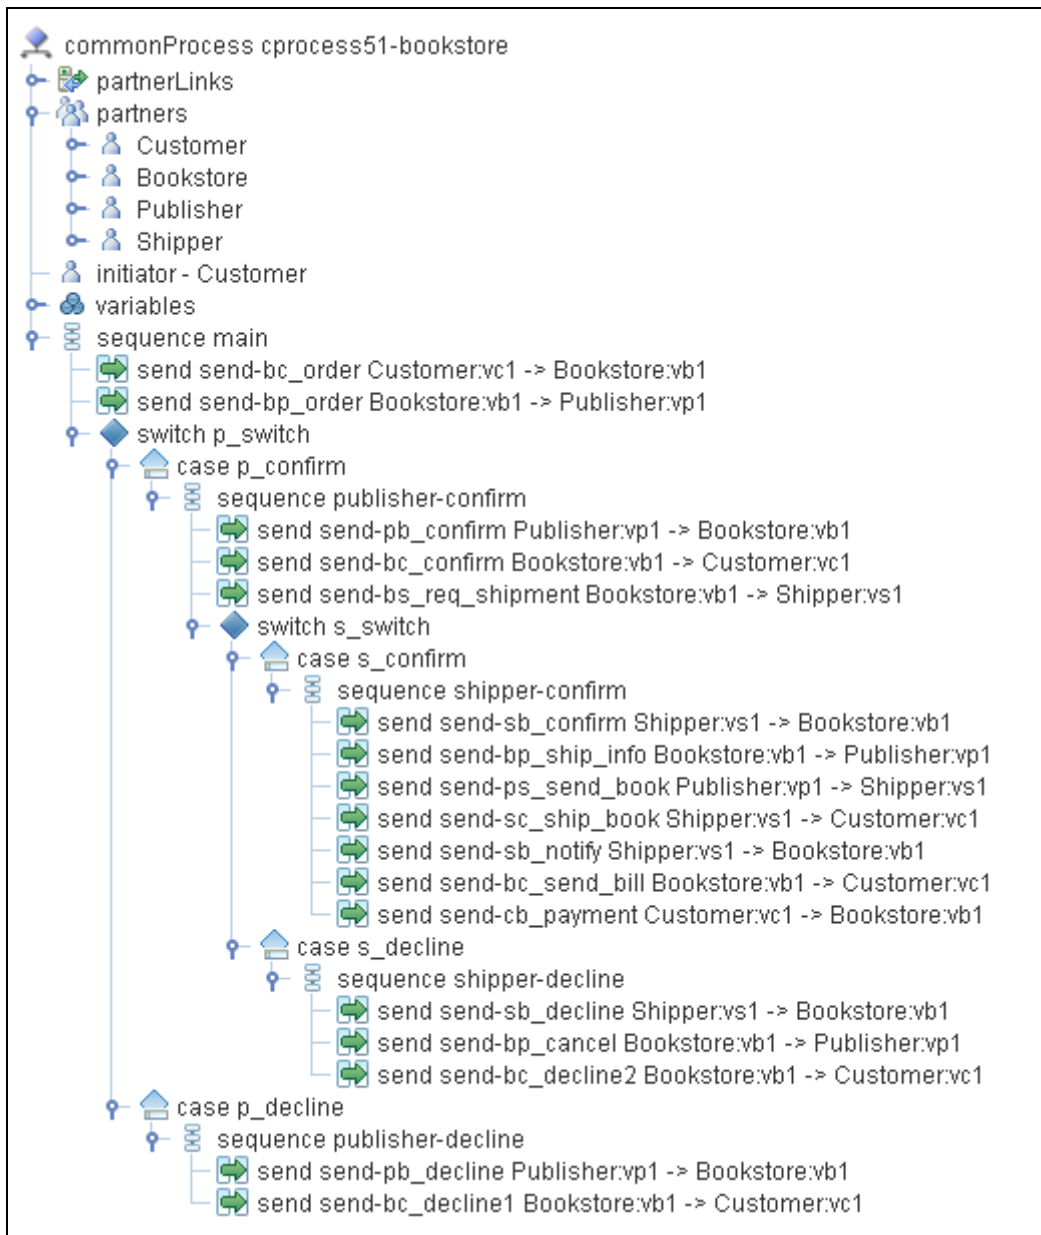 commonProcess cprocess51-bookstore
partnerLinks
partners
Customer
Bookstore
Publisher
Shipper
initiator - Customer
variables
sequence main
send send-bc_order Customer:vc1 -> Bookstore:vb1
send send-bp_order Bookstore:vb1 -> Publisher:vp1
switch p_switch
case p_confirm
sequence publisher-confirm
send send-pb_confirm Publisher:vp1 -> Bookstore:vb1
send send-bc_confirm Bookstore:vb1 -> Customer:vc1
send send-bs_req_shipment Bookstore:vb1 -> Shipper:vs1
switch s_switch
case s_confirm
sequence shipper-confirm
send send-sb_confirm Shipper:vs1 -> Bookstore:vb1
send send-bp_ship_info Bookstore:vb1 -> Publisher:vp1
send send-ps_send_book Publisher:vp1 -> Shipper:vs1
send send-sc_ship_book Shipper:vs1 -> Customer:vc1
send send-sb_notify Shipper:vs1 -> Bookstore:vb1
send send-bc_send_bill Bookstore:vb1 -> Customer:vc1
send send-cb_payment Customer:vc1 -> Bookstore:vb1
case s_decline
sequence shipper-decline
send send-sb_decline Shipper:vs1 -> Bookstore:vb1
send send-bp_cancel Bookstore:vb1 -> Publisher:vp1
send send-bc_decline2 Bookstore:vb1 -> Customer:vc1
case p_decline
sequence publisher-decline
send send-pb_decline Publisher:vp1 -> Bookstore:vb1
send send-bc_decline1 Bookstore:vb1 -> Customer:vc1